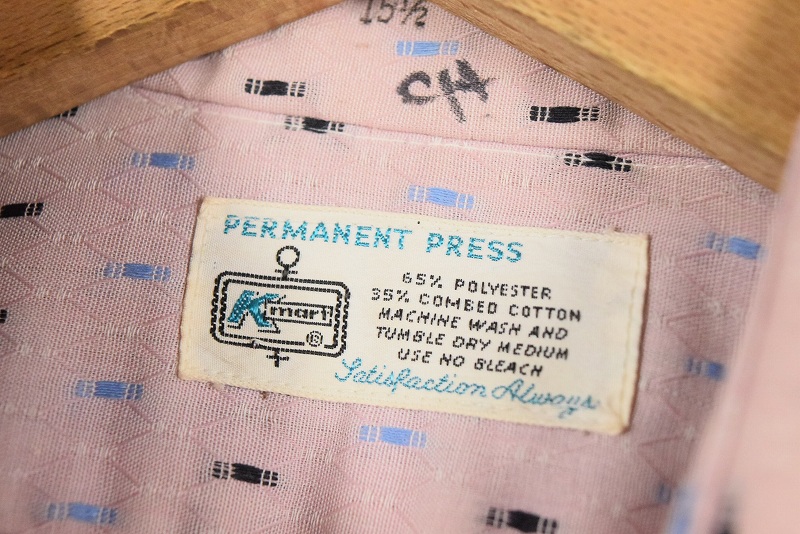 15½
C/H
PERMANENT PRESS
Kmart®
65% POLYESTER
35% COMBED COTTON
MACHINE WASH AND
TUMBLE DRY MEDIUM
USE NO BLEACH
Satisfaction Always